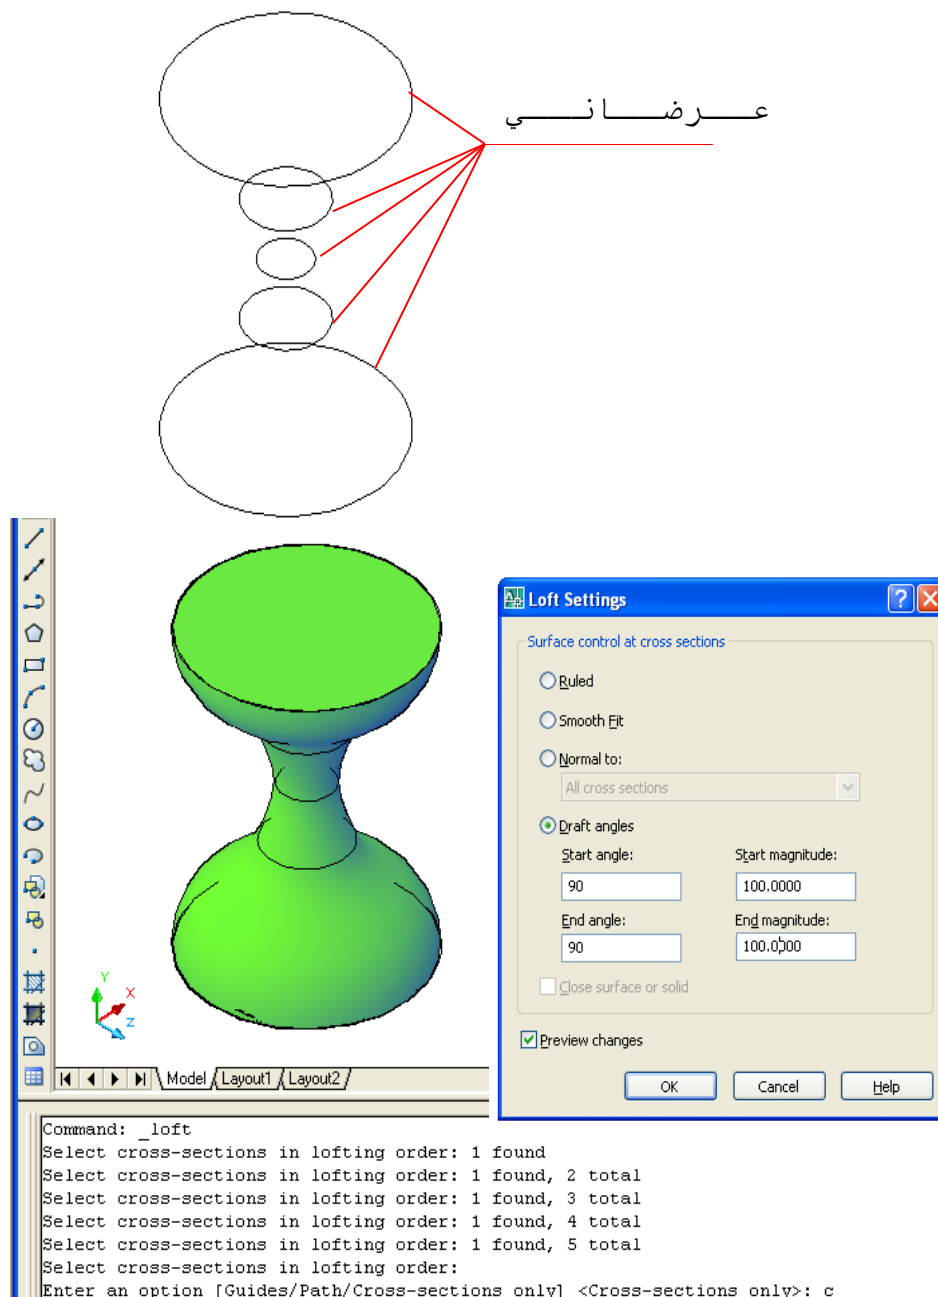 عرضاني
Loft Settings
Surface control at cross sections
Ruled
Smooth Fit
Normal to:
All cross sections
Draft angles
Start angle: Start magnitude:
90 100.0000
End angle: End magnitude:
90 100.0000
Close surface or solid
Preview changes
OK Cancel Help
Y
X
Z
Model Layout1 Layout2
Command: _loft
Select cross-sections in lofting order: 1 found
Select cross-sections in lofting order: 1 found, 2 total
Select cross-sections in lofting order: 1 found, 3 total
Select cross-sections in lofting order: 1 found, 4 total
Select cross-sections in lofting order: 1 found, 5 total
Select cross-sections in lofting order:
Enter an option [Guides/Path/Cross-sections only] <Cross-sections only>: c